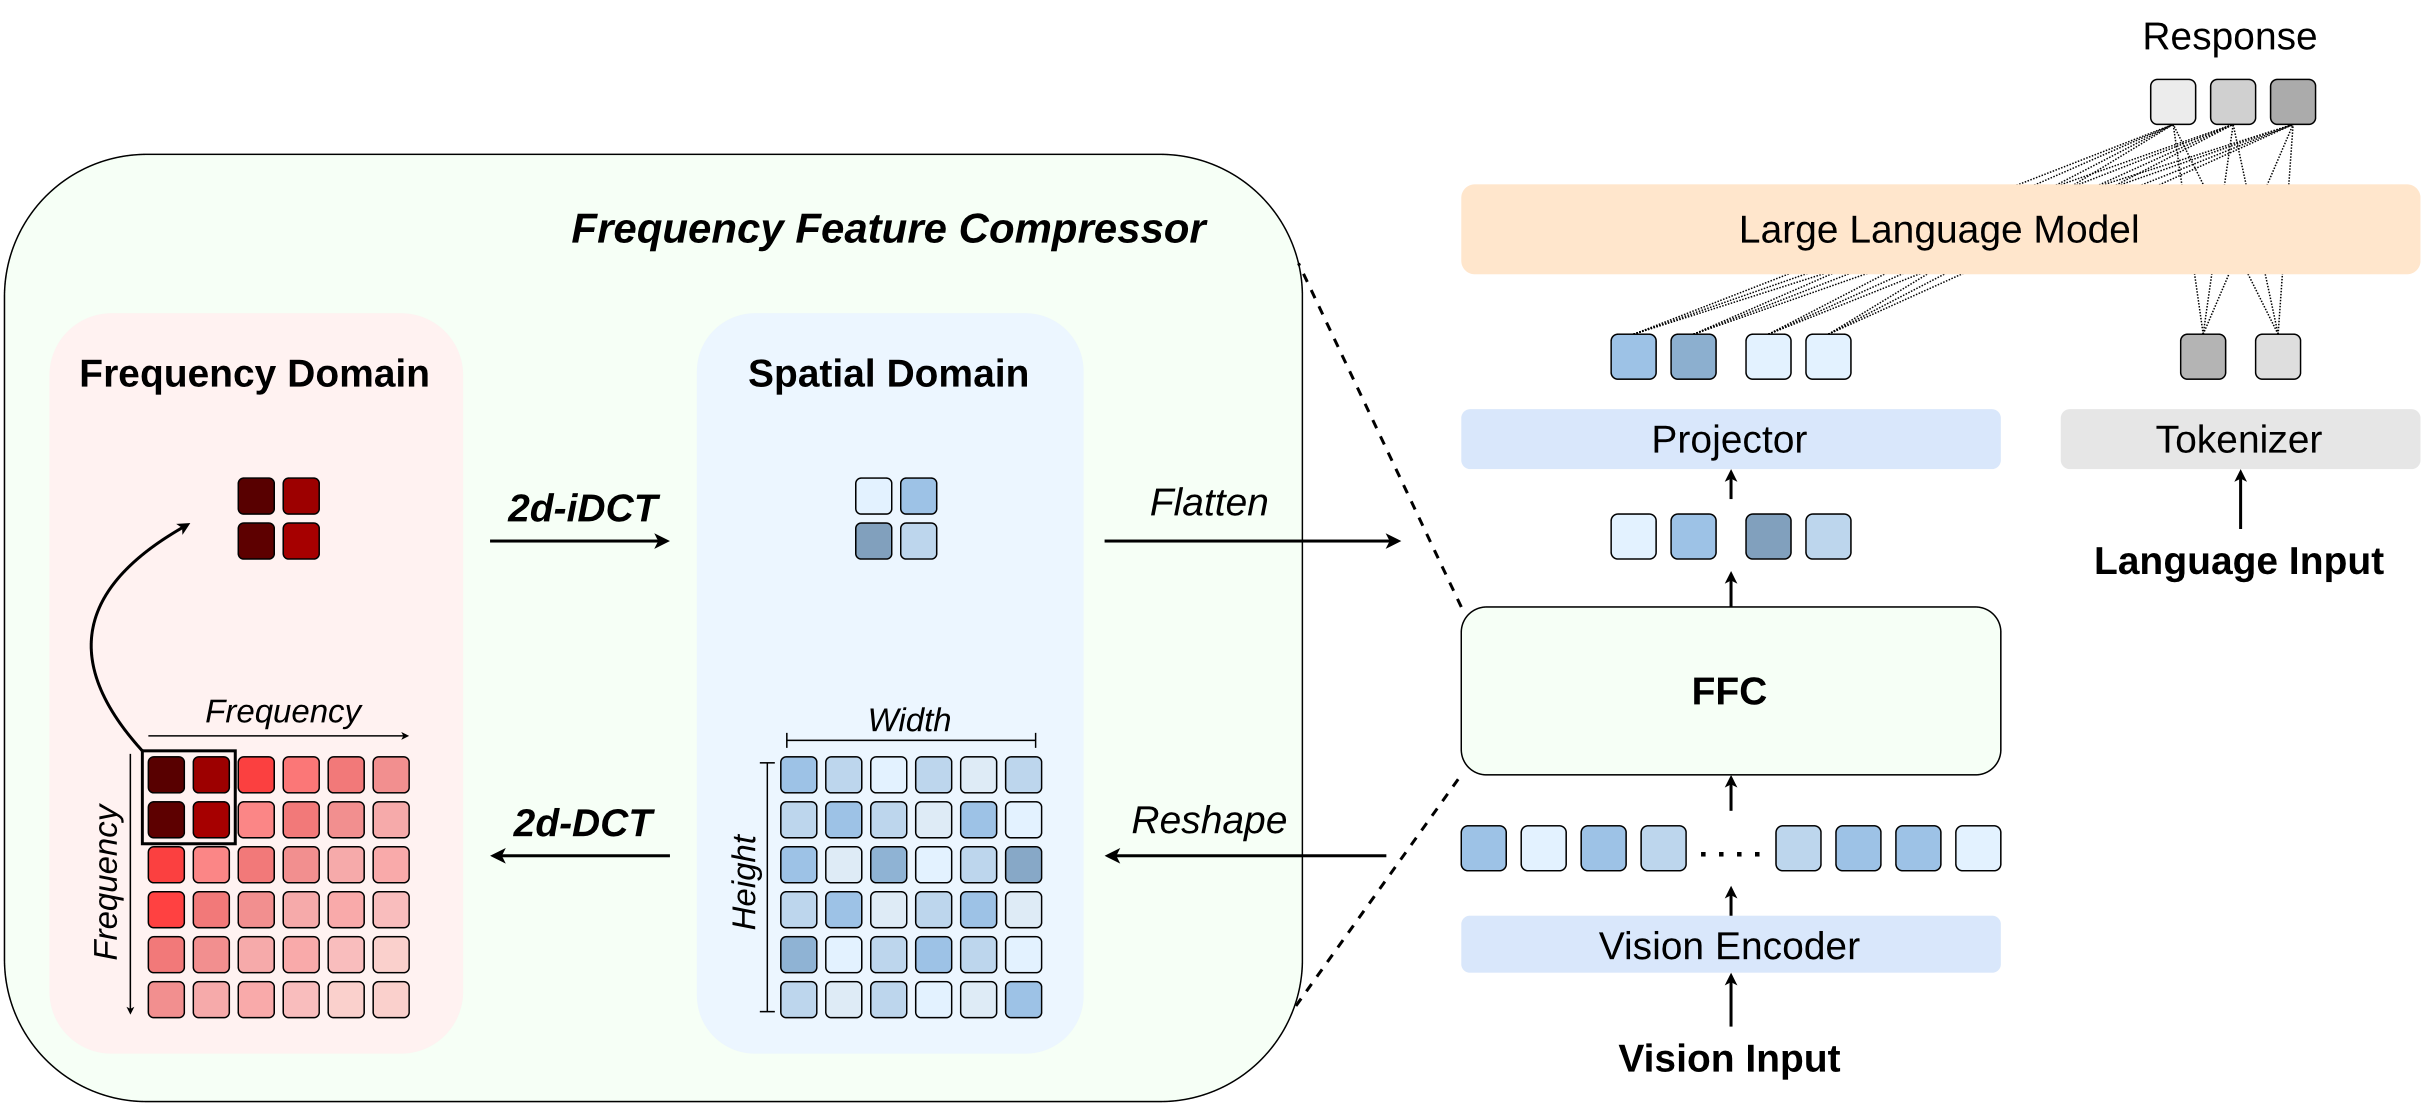 Response
Frequency Feature Compressor
Large Language Model
Frequency Domain
Spatial Domain
Projector
Tokenizer
2d-iDCT
Flatten
Language Input
FFC
Frequency
Width
Frequency
Height
2d-DCT
Reshape
Vision Encoder
Vision Input